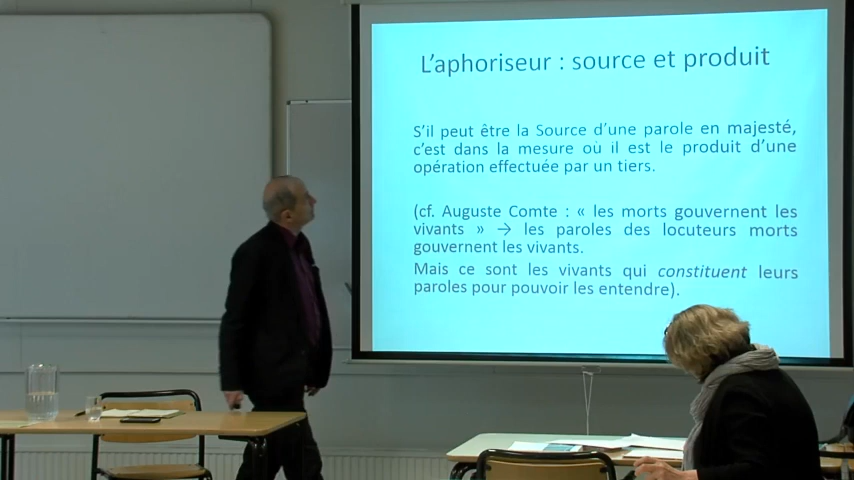 L'aphoriseur : source et produit
S'il peut être la Source d'une parole en majesté,
c'est dans la mesure où il est le produit d'une
opération effectuée par un tiers.
(cf. Auguste Comte : « les morts gouvernent les
vivants » → les paroles des locuteurs morts
gouvernent les vivants.
Mais ce sont les vivants qui constituent leurs
paroles pour pouvoir les entendre).